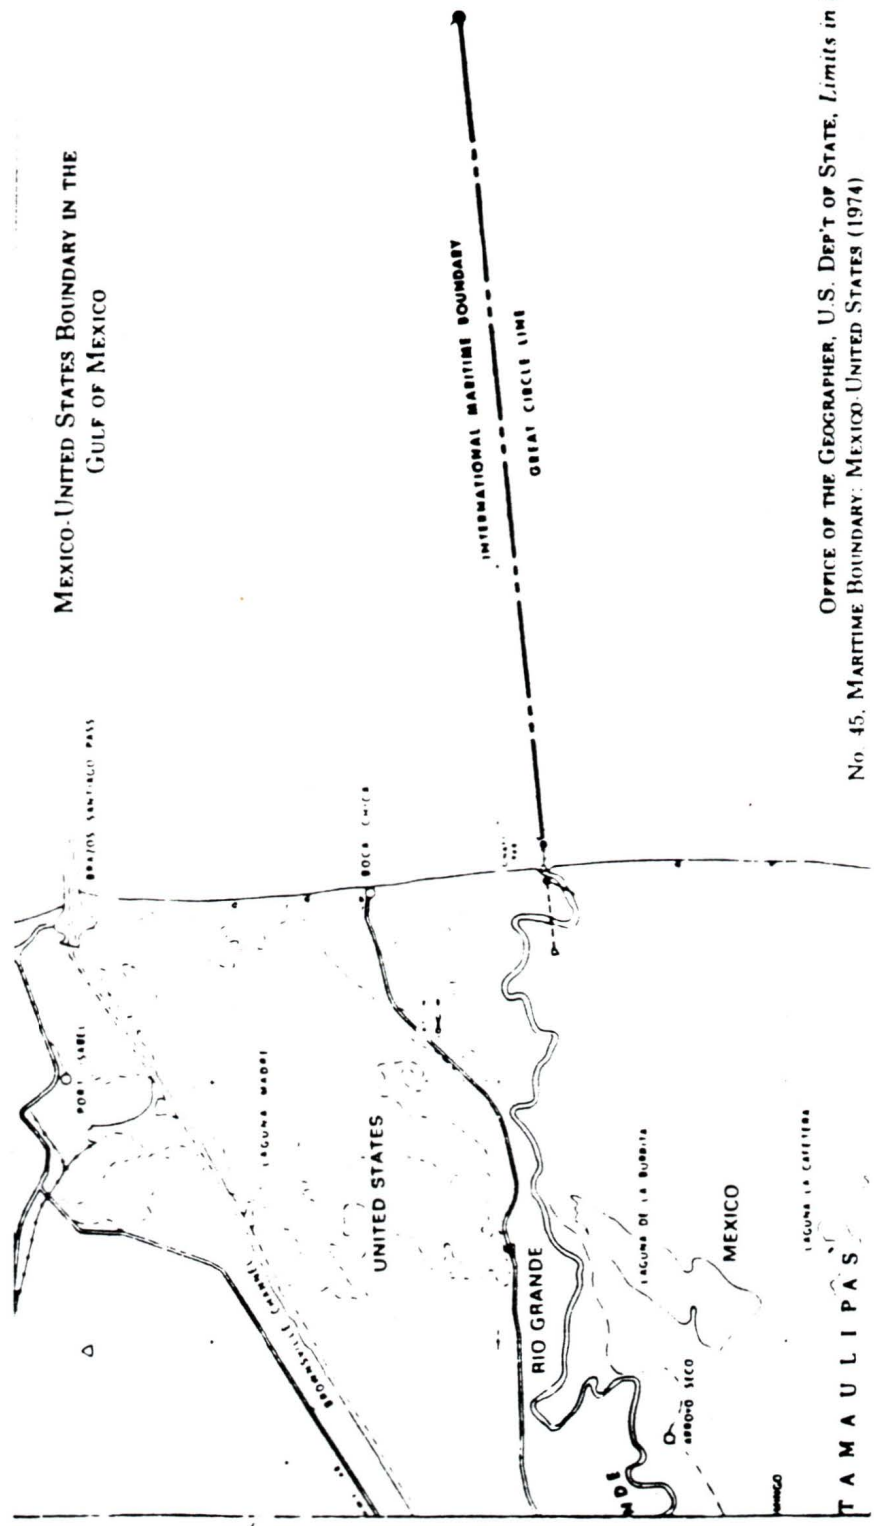 MEXICO-UNITED STATES BOUNDARY IN THE
GULF OF MEXICO
BRAZOS SANTIAGO PASS
PORT ISABEL
LAGUNA MADRE
BROWNSVILLE CHANNEL
BOCA CHICA
UNITED STATES
INTERNATIONAL MARITIME BOUNDARY
GREAT CIRCLE LINE
RIO GRANDE
LAGUNA DE LA BURRITA
MEXICO
ARROYO SECO
LAGUNA LA CAFETERA
NDE
MINGO
TAMAULIPAS
OFFICE OF THE GEOGRAPHER, U.S. DEP'T OF STATE, Limits in
No. 45, MARITIME BOUNDARY: MEXICO-UNITED STATES (1974)